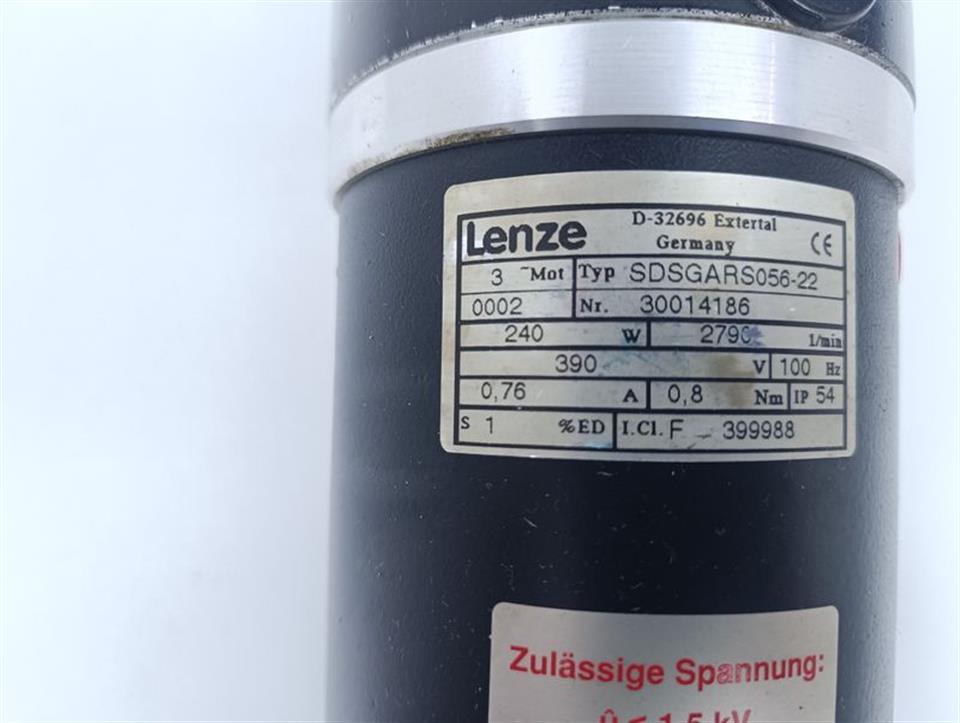 Lenze D-32696 Extertal
Germany CE
3 ~Mot Typ SDSGARS056-22
0002 Nr. 30014186
240 W 2790 1/min
390 V 100 Hz
0,76 A 0,8 Nm IP 54
S 1 %ED I.Cl. F 399988
Zulässige Spannung: